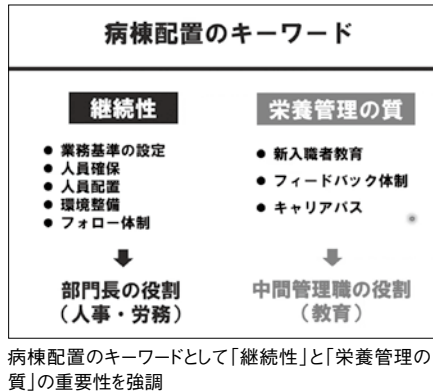 病棟配置のキーワード
継続性
● 業務基準の設定
● 人員確保
● 人員配置
● 環境整備
● フォロー体制
部門長の役割
（人事・労務）
栄養管理の質
● 新入職者教育
● フィードバック体制
● キャリアパス
中間管理職の役割
（教育）
病棟配置のキーワードとして「継続性」と「栄養管理の
質」の重要性を強調